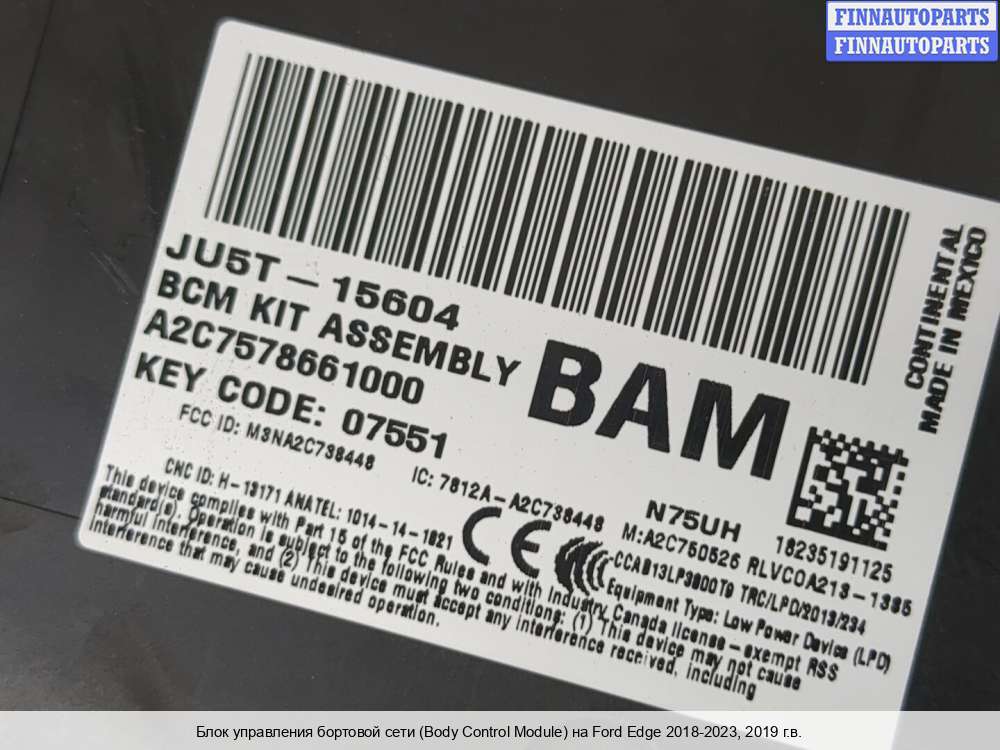 FINNAUTOPARTS
FINNAUTOPARTS
JU5T - 15604
BCM KIT ASSEMBLY
A2C7578661000
KEY CODE: 07551
BAM
CONTINENTAL
MADE IN MEXICO
FCC ID: M3NA2C738448
IC: 7812A-A2C738448
N75UH
182351911125
CNC ID: H-13171 ANATEL: 1014-14-1821
M:A2C750526 RLVCOA213-1385
CCAB13LP3800T9 TRC/LPD/2013/234
Equipment Type: Low Power Device (LPD)
This device complies with Part 15 of the FCC Rules and with Industry Canada license-exempt RSS
standard(s). Operation is subject to the following two conditions: (1) This device may not cause
harmful interference, and (2) This device must accept any interference received, including
interference that may cause undesired operation.
Блок управления бортовой сети (Body Control Module) на Ford Edge 2018-2023, 2019 г.в.